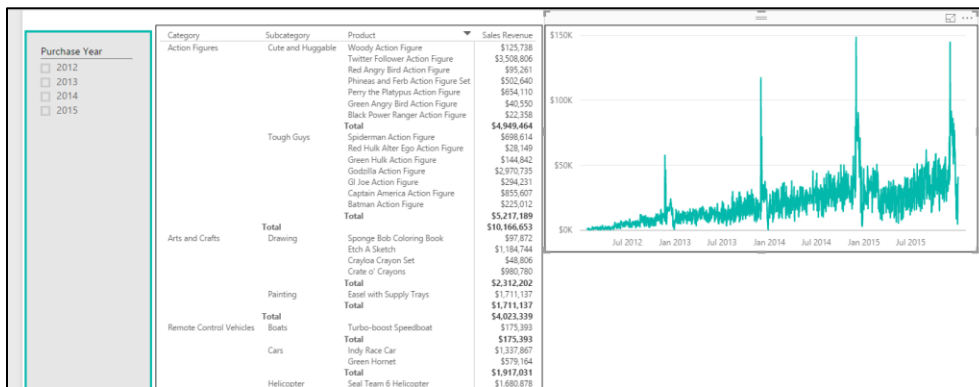 Purchase Year
2012
2013
2014
2015
Category Subcategory Product Sales Revenue
Action Figures Cute and Huggable Woody Action Figure $125,738
Twitter Follower Action Figure $3,508,806
Red Angry Bird Action Figure $95,261
Phineas and Ferb Action Figure Set $502,640
Perry the Platypus Action Figure $654,110
Green Angry Bird Action Figure $40,550
Black Power Ranger Action Figure $22,358
Total $4,949,464
Tough Guys Spiderman Action Figure $698,614
Red Hulk Alter Ego Action Figure $28,149
Green Hulk Action Figure $144,842
Godzilla Action Figure $2,970,735
GI Joe Action Figure $294,231
Captain America Action Figure $855,607
Batman Action Figure $225,012
Total $5,217,189
Total $10,166,653
Arts and Crafts Drawing Sponge Bob Coloring Book $97,872
Etch A Sketch $1,184,744
Crayloa Crayon Set $48,806
Crate o' Crayons $980,780
Total $2,312,202
Painting Easel with Supply Trays $1,711,137
Total $1,711,137
Total $4,023,339
Remote Control Vehicles Boats Turbo-boost Speedboat $175,393
Total $175,393
Cars Indy Race Car $1,337,867
Green Hornet $579,164
Total $1,917,031
Helicopter Seal Team 6 Helicopter $1,680,878
$150K
$100K
$50K
$0K
Jul 2012 Jan 2013 Jul 2013 Jan 2014 Jul 2014 Jan 2015 Jul 2015